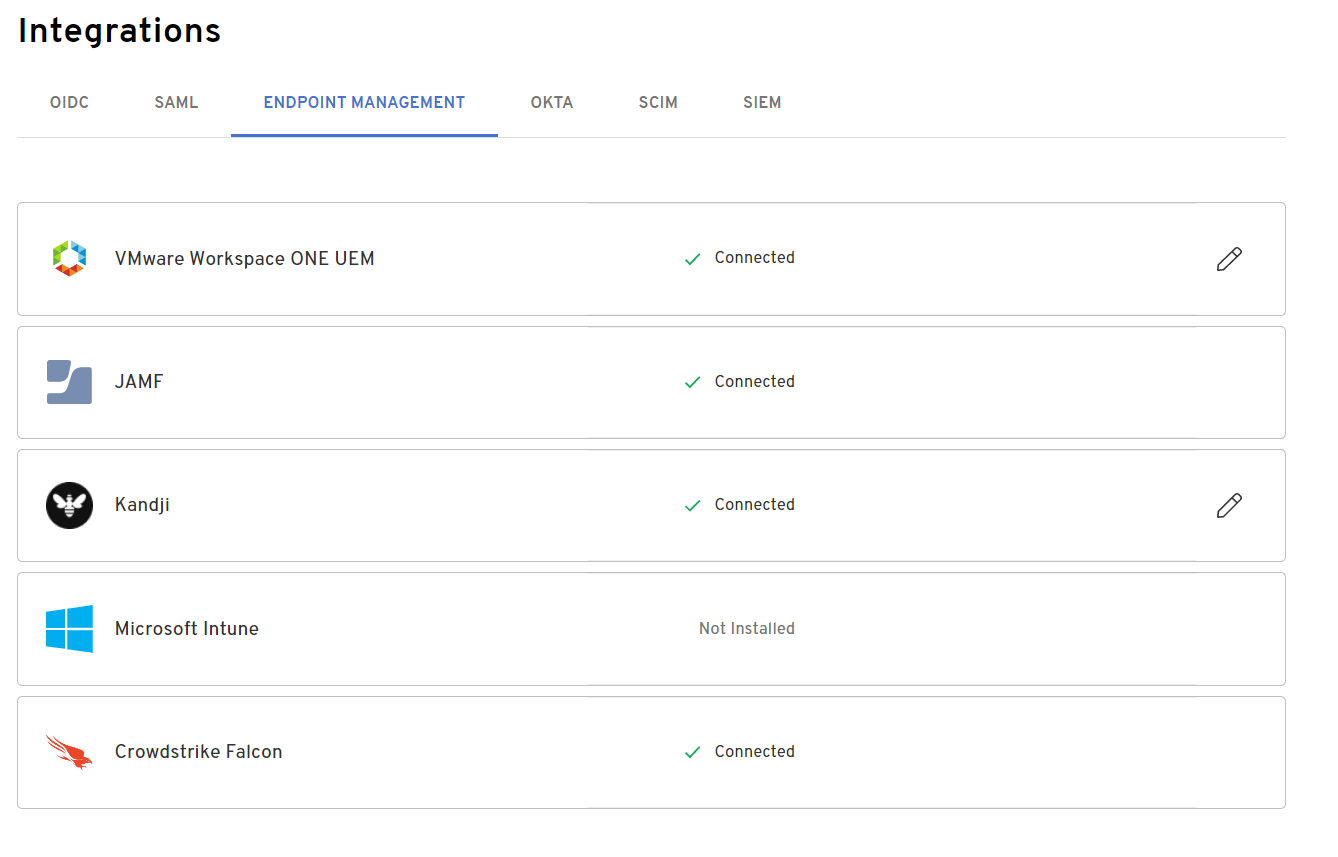 Integrations
OIDC SAML ENDPOINT MANAGEMENT OKTA SCIM SIEM
VMware Workspace ONE UEM Connected
JAMF Connected
Kandji Connected
Microsoft Intune Not Installed
Crowdstrike Falcon Connected